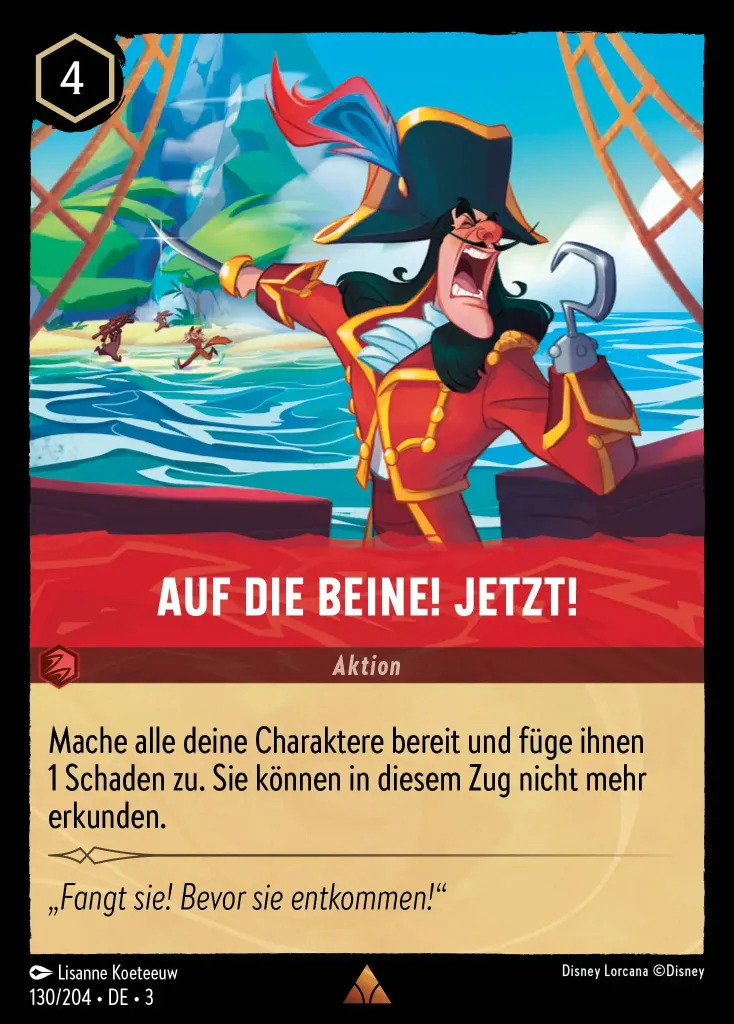 4
AUF DIE BEINE! JETZT!
Aktion
Mache alle deine Charaktere bereit und füge ihnen
1 Schaden zu. Sie können in diesem Zug nicht mehr
erkunden.
„Fangt sie! Bevor sie entkommen!“
Lisanne Koeteeuw
Disney Lorcana ©Disney
130/204 • DE • 3